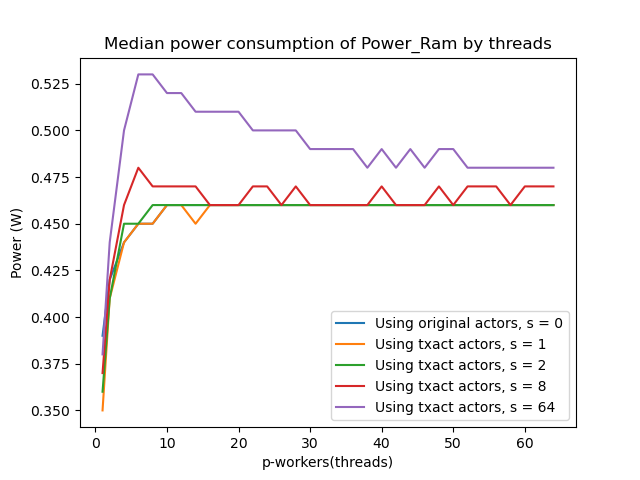 Median power consumption of Power_Ram by threads
0.525
0.500
0.475
0.450
0.425
0.400
0.375
0.350
Power (W)
Using original actors, s = 0
Using txact actors, s = 1
Using txact actors, s = 2
Using txact actors, s = 8
Using txact actors, s = 64
0 10 20 30 40 50 60
p-workers(threads)